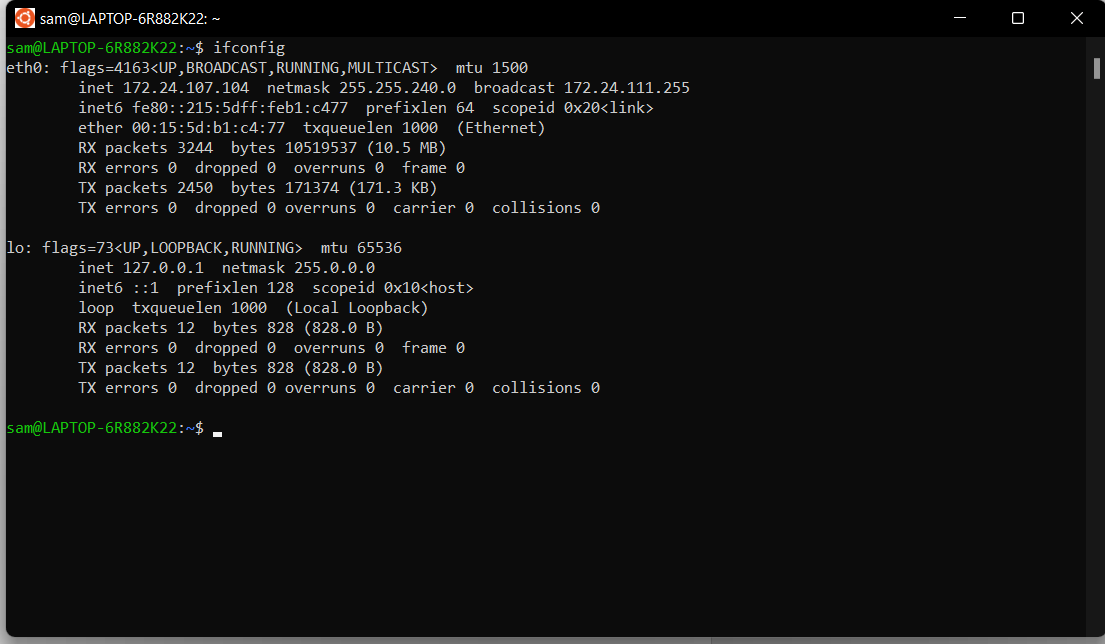 sam@LAPTOP-6R882K22: ~
sam@LAPTOP-6R882K22:~$ ifconfig
eth0: flags=4163<UP,BROADCAST,RUNNING,MULTICAST>  mtu 1500
        inet 172.24.107.104  netmask 255.255.240.0  broadcast 172.24.111.255
        inet6 fe80::215:5dff:feb1:c477  prefixlen 64  scopeid 0x20<link>
        ether 00:15:5d:b1:c4:77  txqueuelen 1000  (Ethernet)
        RX packets 3244  bytes 10519537 (10.5 MB)
        RX errors 0  dropped 0  overruns 0  frame 0
        TX packets 2450  bytes 171374 (171.3 KB)
        TX errors 0  dropped 0 overruns 0  carrier 0  collisions 0
lo: flags=73<UP,LOOPBACK,RUNNING>  mtu 65536
        inet 127.0.0.1  netmask 255.0.0.0
        inet6 ::1  prefixlen 128  scopeid 0x10<host>
        loop  txqueuelen 1000  (Local Loopback)
        RX packets 12  bytes 828 (828.0 B)
        RX errors 0  dropped 0  overruns 0  frame 0
        TX packets 12  bytes 828 (828.0 B)
        TX errors 0  dropped 0 overruns 0  carrier 0  collisions 0
sam@LAPTOP-6R882K22:~$